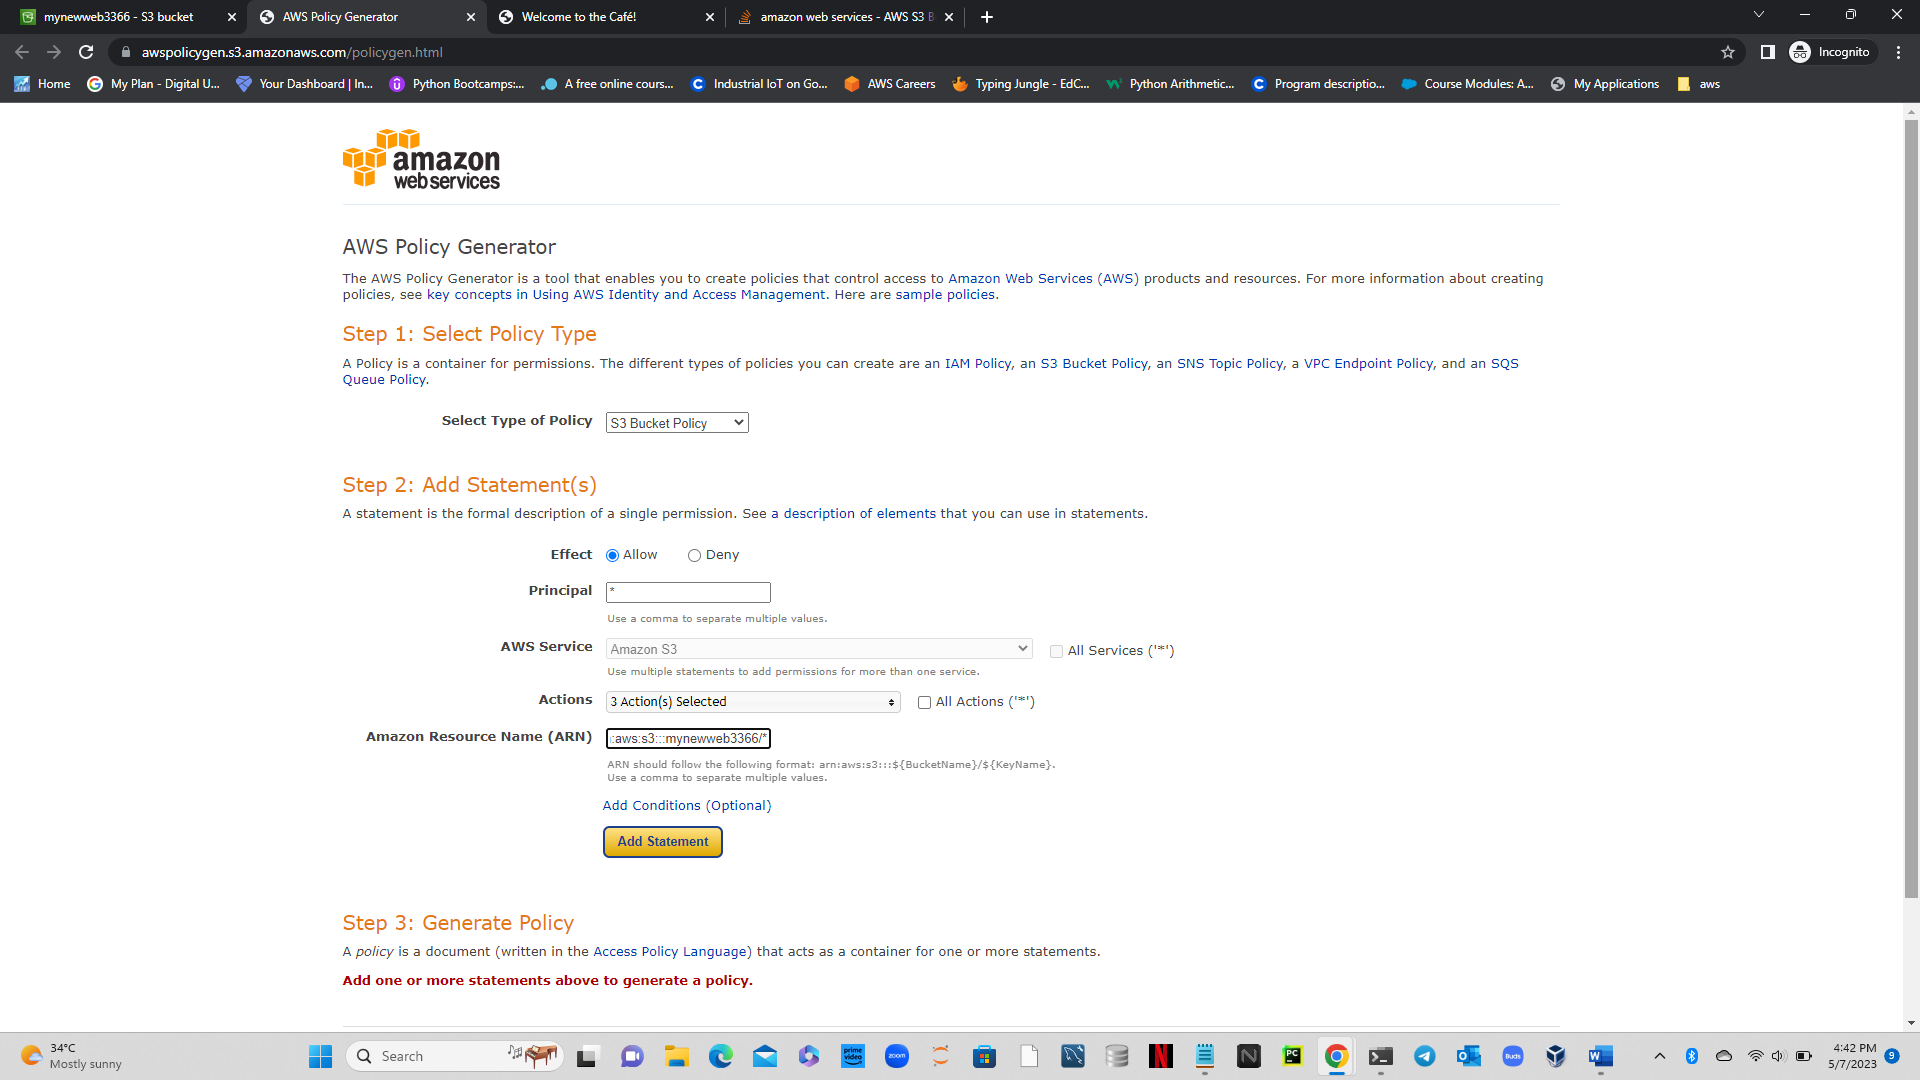 mynewweb3366 - S3 bucket
AWS Policy Generator
Welcome to the Café!
amazon web services - AWS S3 B
awspolicygen.s3.amazonaws.com/policygen.html
Incognito
Home
My Plan - Digital U...
Your Dashboard | In...
Python Bootcamps:...
A free online cours...
Industrial IoT on Go...
AWS Careers
Typing Jungle - EdC...
Python Arithmetic...
Program descriptio...
Course Modules: A...
My Applications
aws
amazon
webservices
AWS Policy Generator
The AWS Policy Generator is a tool that enables you to create policies that control access to Amazon Web Services (AWS) products and resources. For more information about creating
policies, see key concepts in Using AWS Identity and Access Management. Here are sample policies.
Step 1: Select Policy Type
A Policy is a container for permissions. The different types of policies you can create are an IAM Policy, an S3 Bucket Policy, an SNS Topic Policy, a VPC Endpoint Policy, and an SQS
Queue Policy.
Select Type of Policy S3 Bucket Policy
Step 2: Add Statement(s)
A statement is the formal description of a single permission. See a description of elements that you can use in statements.
Effect Allow Deny
Principal *
Use a comma to separate multiple values.
AWS Service Amazon S3 All Services ('*')
Use multiple statements to add permissions for more than one service.
Actions 3 Action(s) Selected All Actions ('*')
Amazon Resource Name (ARN) :aws:s3:::mynewweb3366/*
ARN should follow the following format: arn:aws:s3:::${BucketName}/${KeyName}.
Use a comma to separate multiple values.
Add Conditions (Optional)
Add Statement
Step 3: Generate Policy
A policy is a document (written in the Access Policy Language) that acts as a container for one or more statements.
Add one or more statements above to generate a policy.
34°C
Mostly sunny
Search
prime video
zoom
N
N
PC
Buds
W
4:42 PM
5/7/2023
9